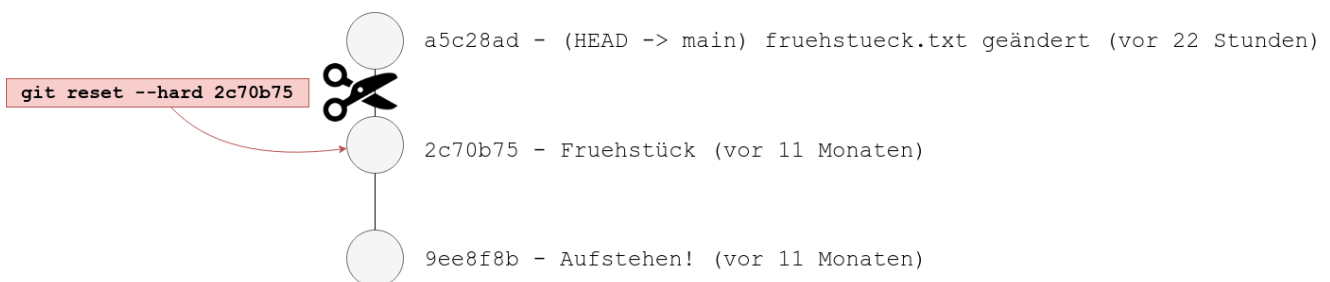 a5c28ad - (HEAD -> main) fruehstueck.txt geändert (vor 22 Stunden)
git reset --hard 2c70b75
2c70b75 - Fruehstück (vor 11 Monaten)
9ee8f8b - Aufstehen! (vor 11 Monaten)